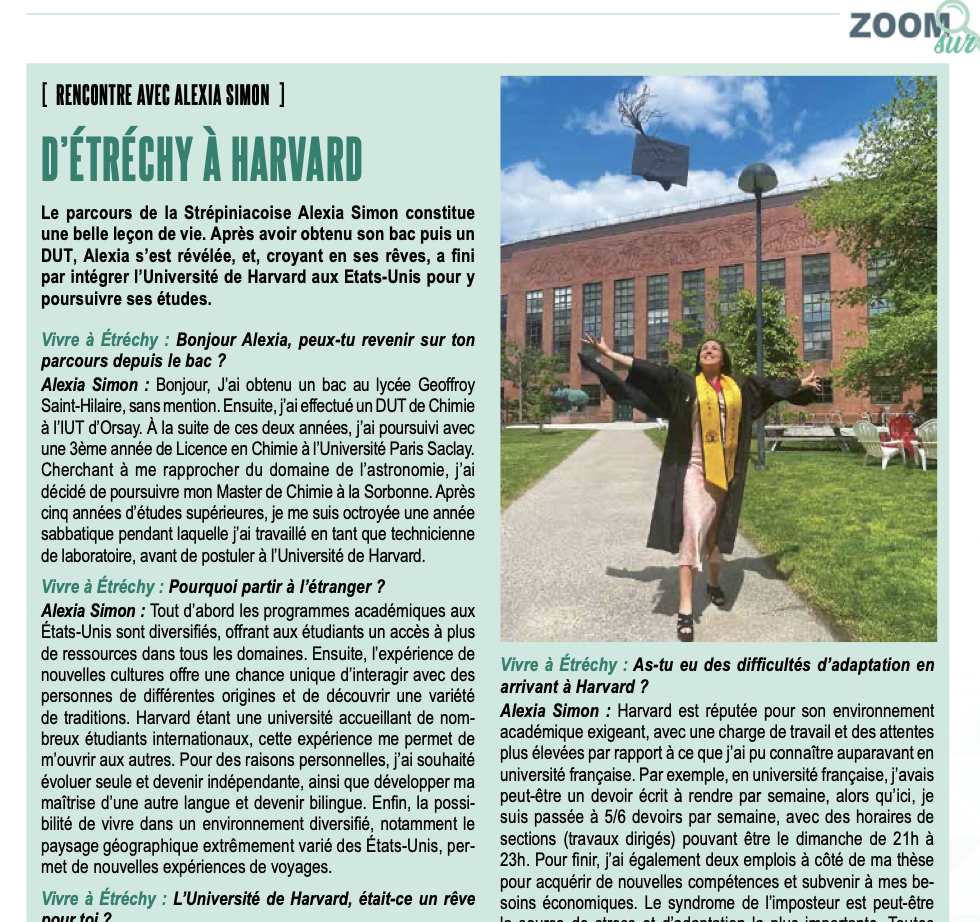 ZOOM
sur
[ RENCONTRE AVEC ALEXIA SIMON ]
D’ÉTRÉCHY À HARVARD
Le parcours de la Strépiniacoise Alexia Simon constitue
une belle leçon de vie. Après avoir obtenu son bac puis un
DUT, Alexia s’est révélée, et, croyant en ses rêves, a fini
par intégrer l’Université de Harvard aux Etats-Unis pour y
poursuivre ses études.
Vivre à Étréchy : Bonjour Alexia, peux-tu revenir sur ton
parcours depuis le bac ?
Alexia Simon : Bonjour, J’ai obtenu un bac au lycée Geoffroy
Saint-Hilaire, sans mention. Ensuite, j’ai effectué un DUT de Chimie
à l’IUT d’Orsay. À la suite de ces deux années, j’ai poursuivi avec
une 3ème année de Licence en Chimie à l’Université Paris Saclay.
Cherchant à me rapprocher du domaine de l’astronomie, j’ai
décidé de poursuivre mon Master de Chimie à la Sorbonne. Après
cinq années d’études supérieures, je me suis octroyée une année
sabbatique pendant laquelle j’ai travaillé en tant que technicienne
de laboratoire, avant de postuler à l’Université de Harvard.
Vivre à Étréchy : Pourquoi partir à l’étranger ?
Alexia Simon : Tout d’abord les programmes académiques aux
États-Unis sont diversifiés, offrant aux étudiants un accès à plus
de ressources dans tous les domaines. Ensuite, l’expérience de
nouvelles cultures offre une chance unique d’interagir avec des
personnes de différentes origines et de découvrir une variété
de traditions. Harvard étant une université accueillant de nom-
breux étudiants internationaux, cette expérience me permet de
m’ouvrir aux autres. Pour des raisons personnelles, j’ai souhaité
évoluer seule et devenir indépendante, ainsi que développer ma
maîtrise d’une autre langue et devenir bilingue. Enfin, la possi-
bilité de vivre dans un environnement diversifié, notamment le
paysage géographique extrêmement varié des États-Unis, per-
met de nouvelles expériences de voyages.
Vivre à Étréchy : L’Université de Harvard, était-ce un rêve
pour toi ?
Vivre à Étréchy : As-tu eu des difficultés d’adaptation en
arrivant à Harvard ?
Alexia Simon : Harvard est réputée pour son environnement
académique exigeant, avec une charge de travail et des attentes
plus élevées par rapport à ce que j’ai pu connaître auparavant en
université française. Par exemple, en université française, j’avais
peut-être un devoir écrit à rendre par semaine, alors qu’ici, je
suis passée à 5/6 devoirs par semaine, avec des horaires de
sections (travaux dirigés) pouvant être le dimanche de 21h à
23h. Pour finir, j’ai également deux emplois à côté de ma thèse
pour acquérir de nouvelles compétences et subvenir à mes be-
soins économiques. Le syndrome de l’imposteur est peut-être
la source de stress et d’adaptation la plus importante. Toutes